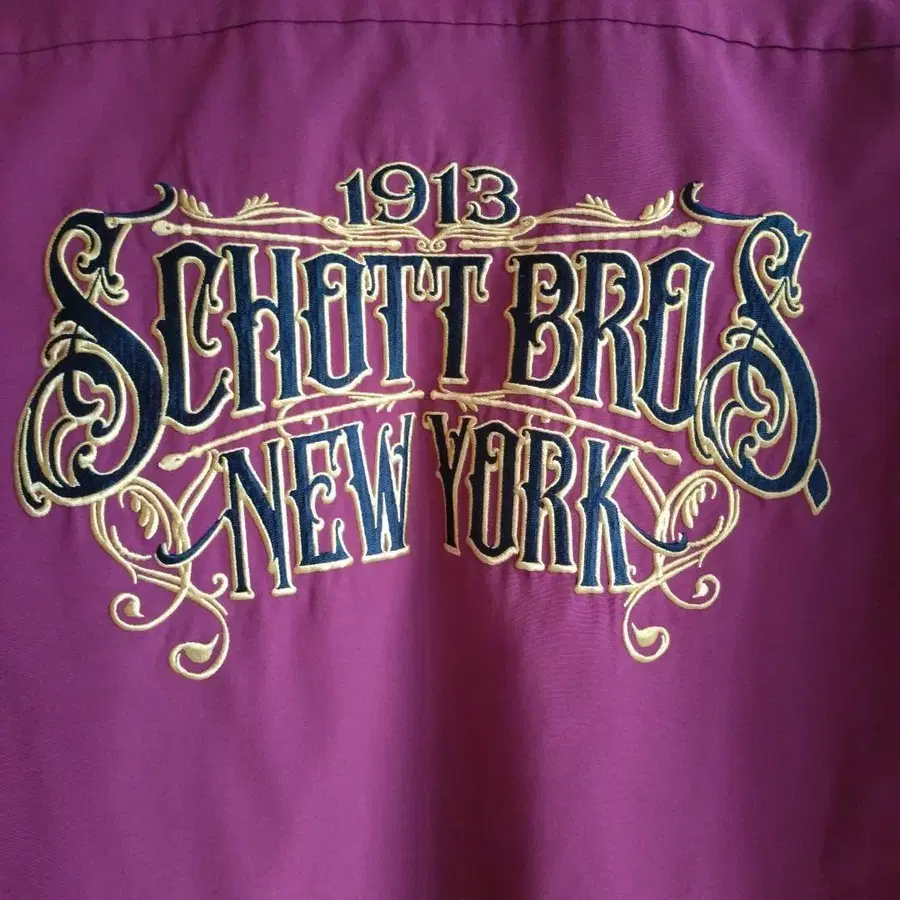 1913
SCHOTT BROS.
NEW YORK